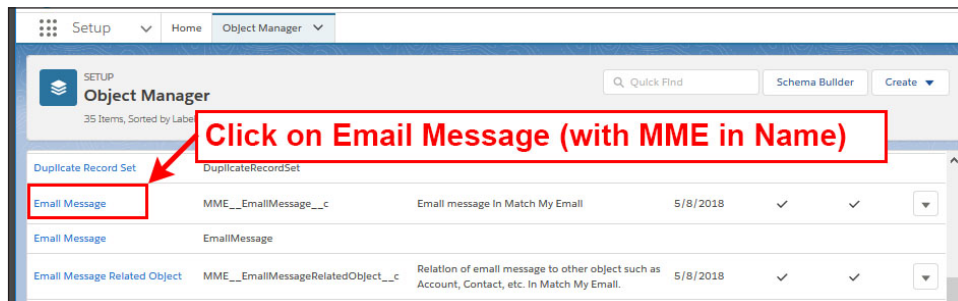 Setup
Home
Object Manager
SETUP
Object Manager
Quick Find
Schema Builder
Create
35 Items, Sorted by Label
Click on Email Message (with MME in Name)
Duplicate Record Set
DuplicateRecordSet
Email Message
MME__EmailMessage__c
Email message In Match My Email
5/8/2018
Email Message
EmailMessage
Email Message Related Object
MME__EmailMessageRelatedObject__c
Relation of email message to other object such as
Account, Contact, etc. In Match My Email.
5/8/2018